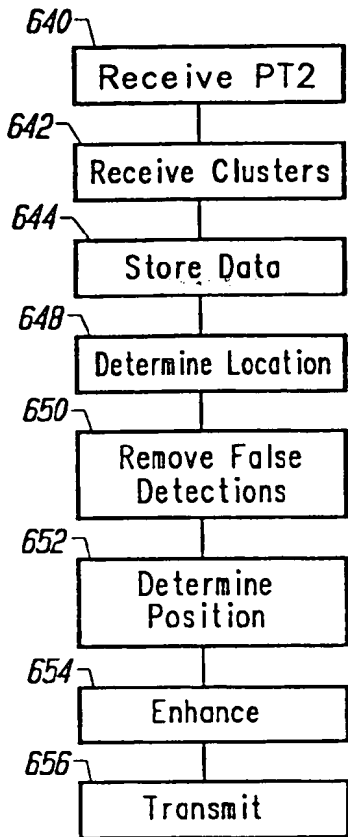 640
Receive PT2
642
Receive Clusters
644
Store Data
648
Determine Location
650
Remove False
Detections
652
Determine
Position
654
Enhance
656
Transmit